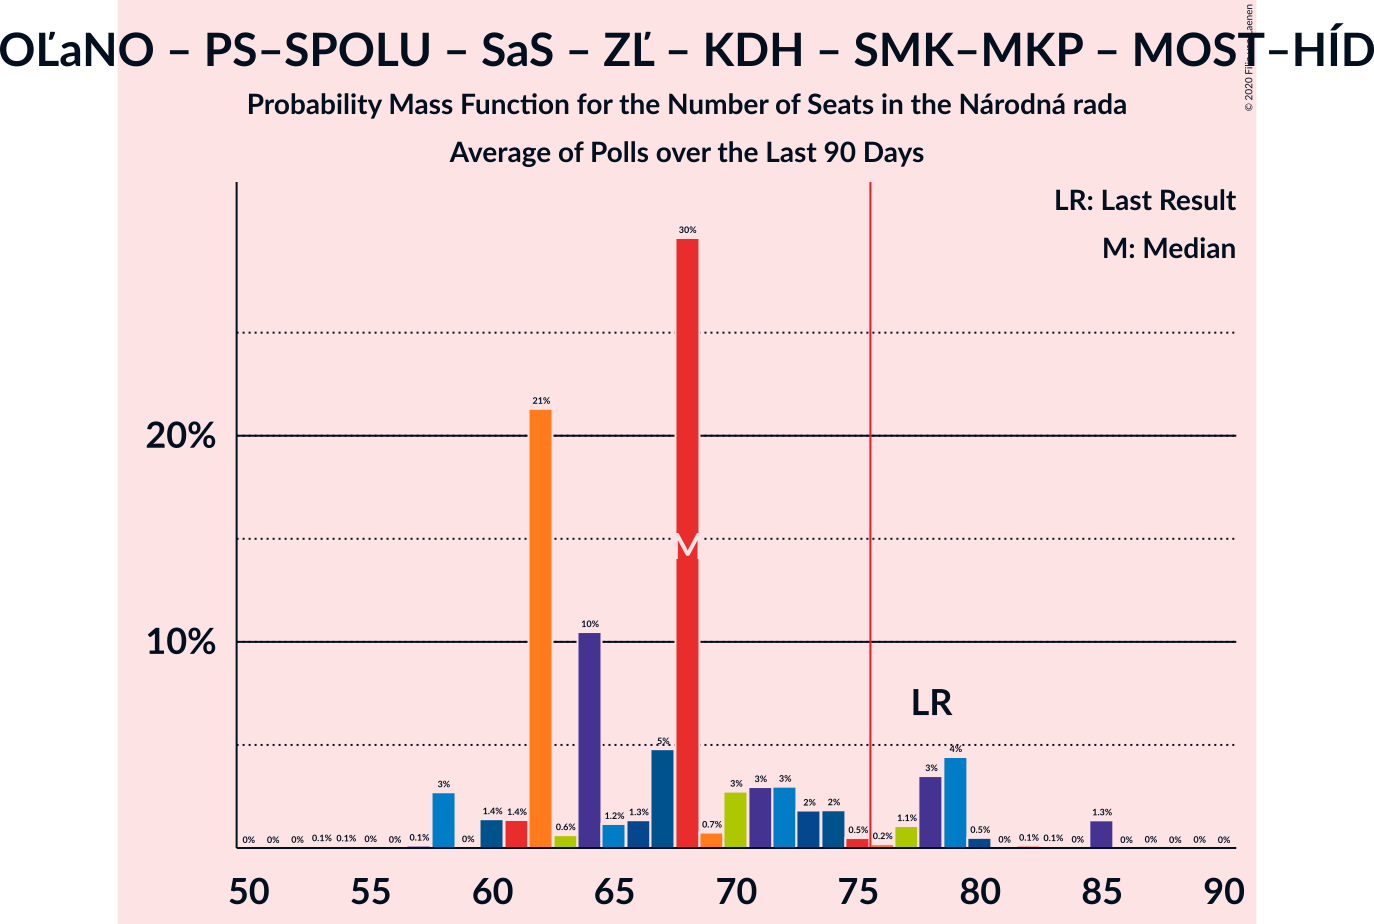 OĽaNO – PS–SPOLU – SaS – ZĽ – KDH – SMK–MKP – MOST–HÍD
Probability Mass Function for the Number of Seats in the Národná rada
Average of Polls over the Last 90 Days
LR: Last Result
M: Median
30%
21%
20%
M
10%
10%
LR
5% 4%
3% 3% 3% 3% 3%
1.4% 1.4% 1.2% 1.3% 2% 2% 1.1% 1.3%
0% 0% 0% 0.1% 0.1% 0% 0% 0.1% 0% 0.6% 0.7% 0.5% 0.2% 0.5% 0% 0.1% 0.1% 0% 0% 0% 0% 0% 0%
50 55 60 65 70 75 80 85 90
© 2020